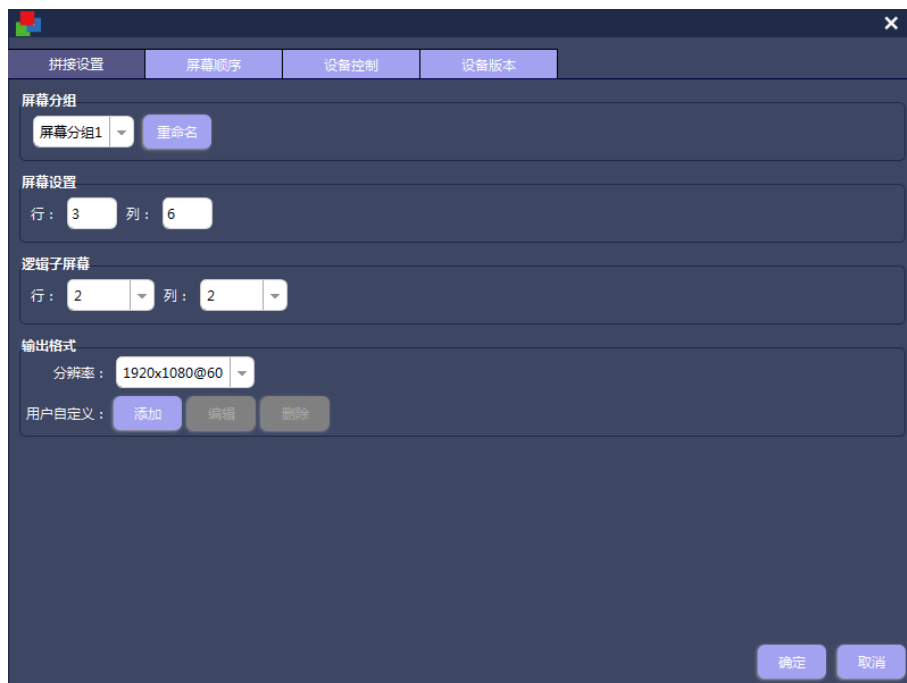 拼接设置 屏幕顺序 设备控制 设备版本
屏幕分组
屏幕分组1 重命名
屏幕设置
行： 3 列： 6
逻辑子屏幕
行： 2 列： 2
输出格式
分辨率： 1920x1080@60
用户自定义： 添加 编辑 删除
确定 取消